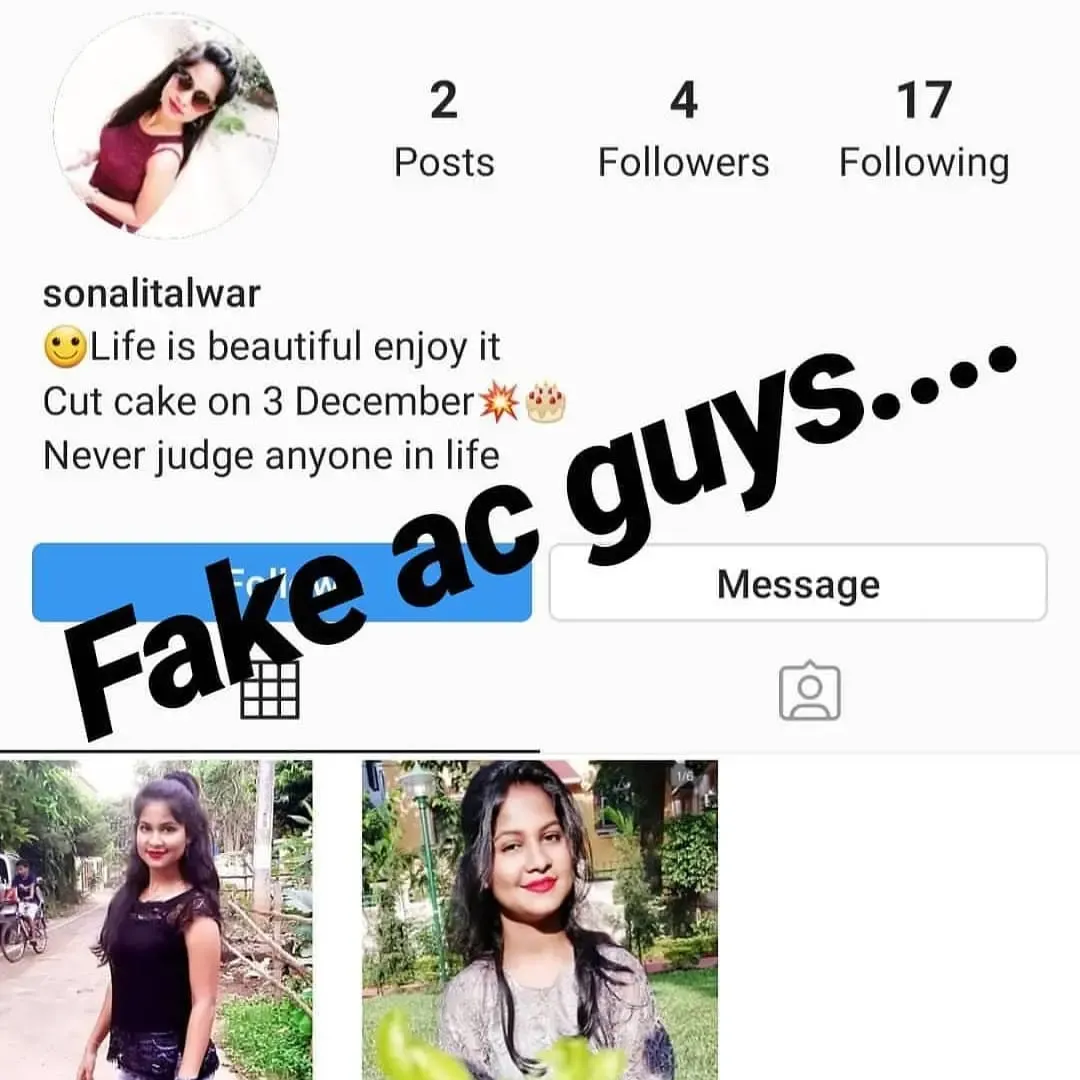 2
Posts
4
Followers
17
Following
sonalitalwar
🙂Life is beautiful enjoy it
Cut cake on 3 December💥🎂
Never judge anyone in life
Fake ac guys....
Follow
Message
1/6